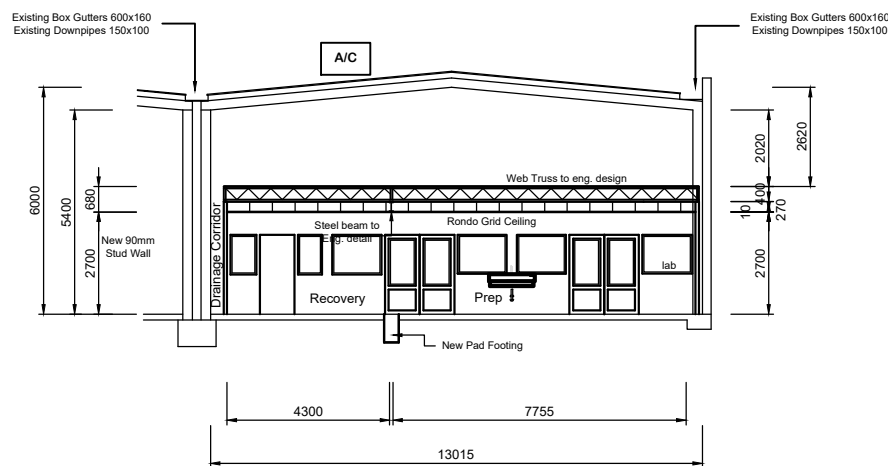 Existing Box Gutters 600x160
Existing Downpipes 150x100
Existing Box Gutters 600x160
Existing Downpipes 150x100
A/C
6000
5400
680
2700
New 90mm
Stud Wall
Drainage Corridor
Web Truss to eng. design
Steel beam to
Eng. detail
Rondo Grid Ceiling
Recovery
Prep
lab
2020
2620
400
10
270
2700
New Pad Footing
4300
7755
13015